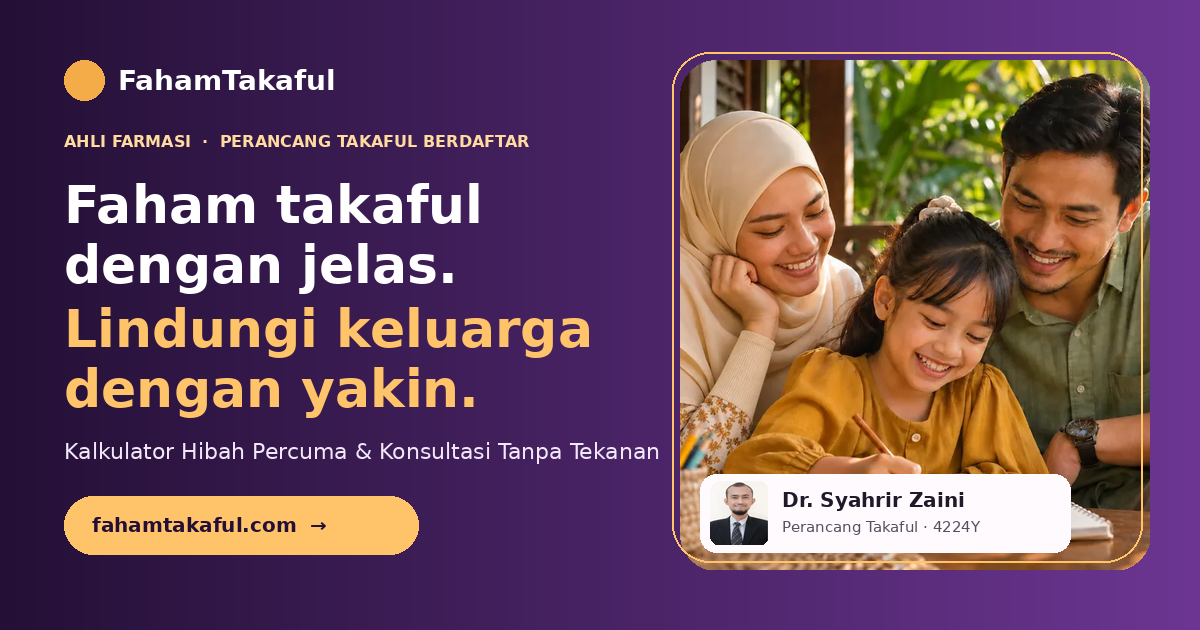 FahamTakaful
AHLI FARMASI · PERANCANG TAKAFUL BERDAFTAR
Faham takaful
dengan jelas.
Lindungi keluarga
dengan yakin.
Kalkulator Hibah Percuma & Konsultasi Tanpa Tekanan
fahamtakaful.com →
Dr. Syahrir Zaini
Perancang Takaful · 4224Y